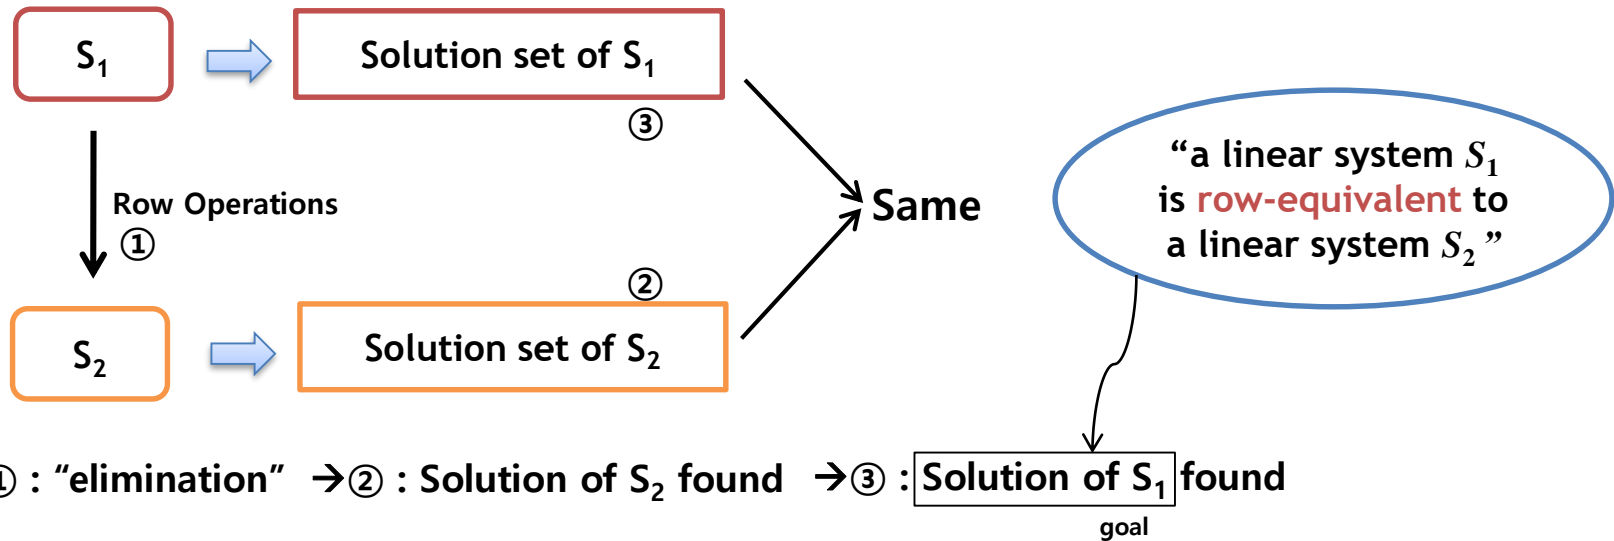 S₁
Solution set of S₁
③
Row Operations
①
Same
“a linear system S₁
is row-equivalent to
a linear system S₂ ”
②
S₂
Solution set of S₂
① : “elimination” →② : Solution of S₂ found →③ : Solution of S₁ found
goal